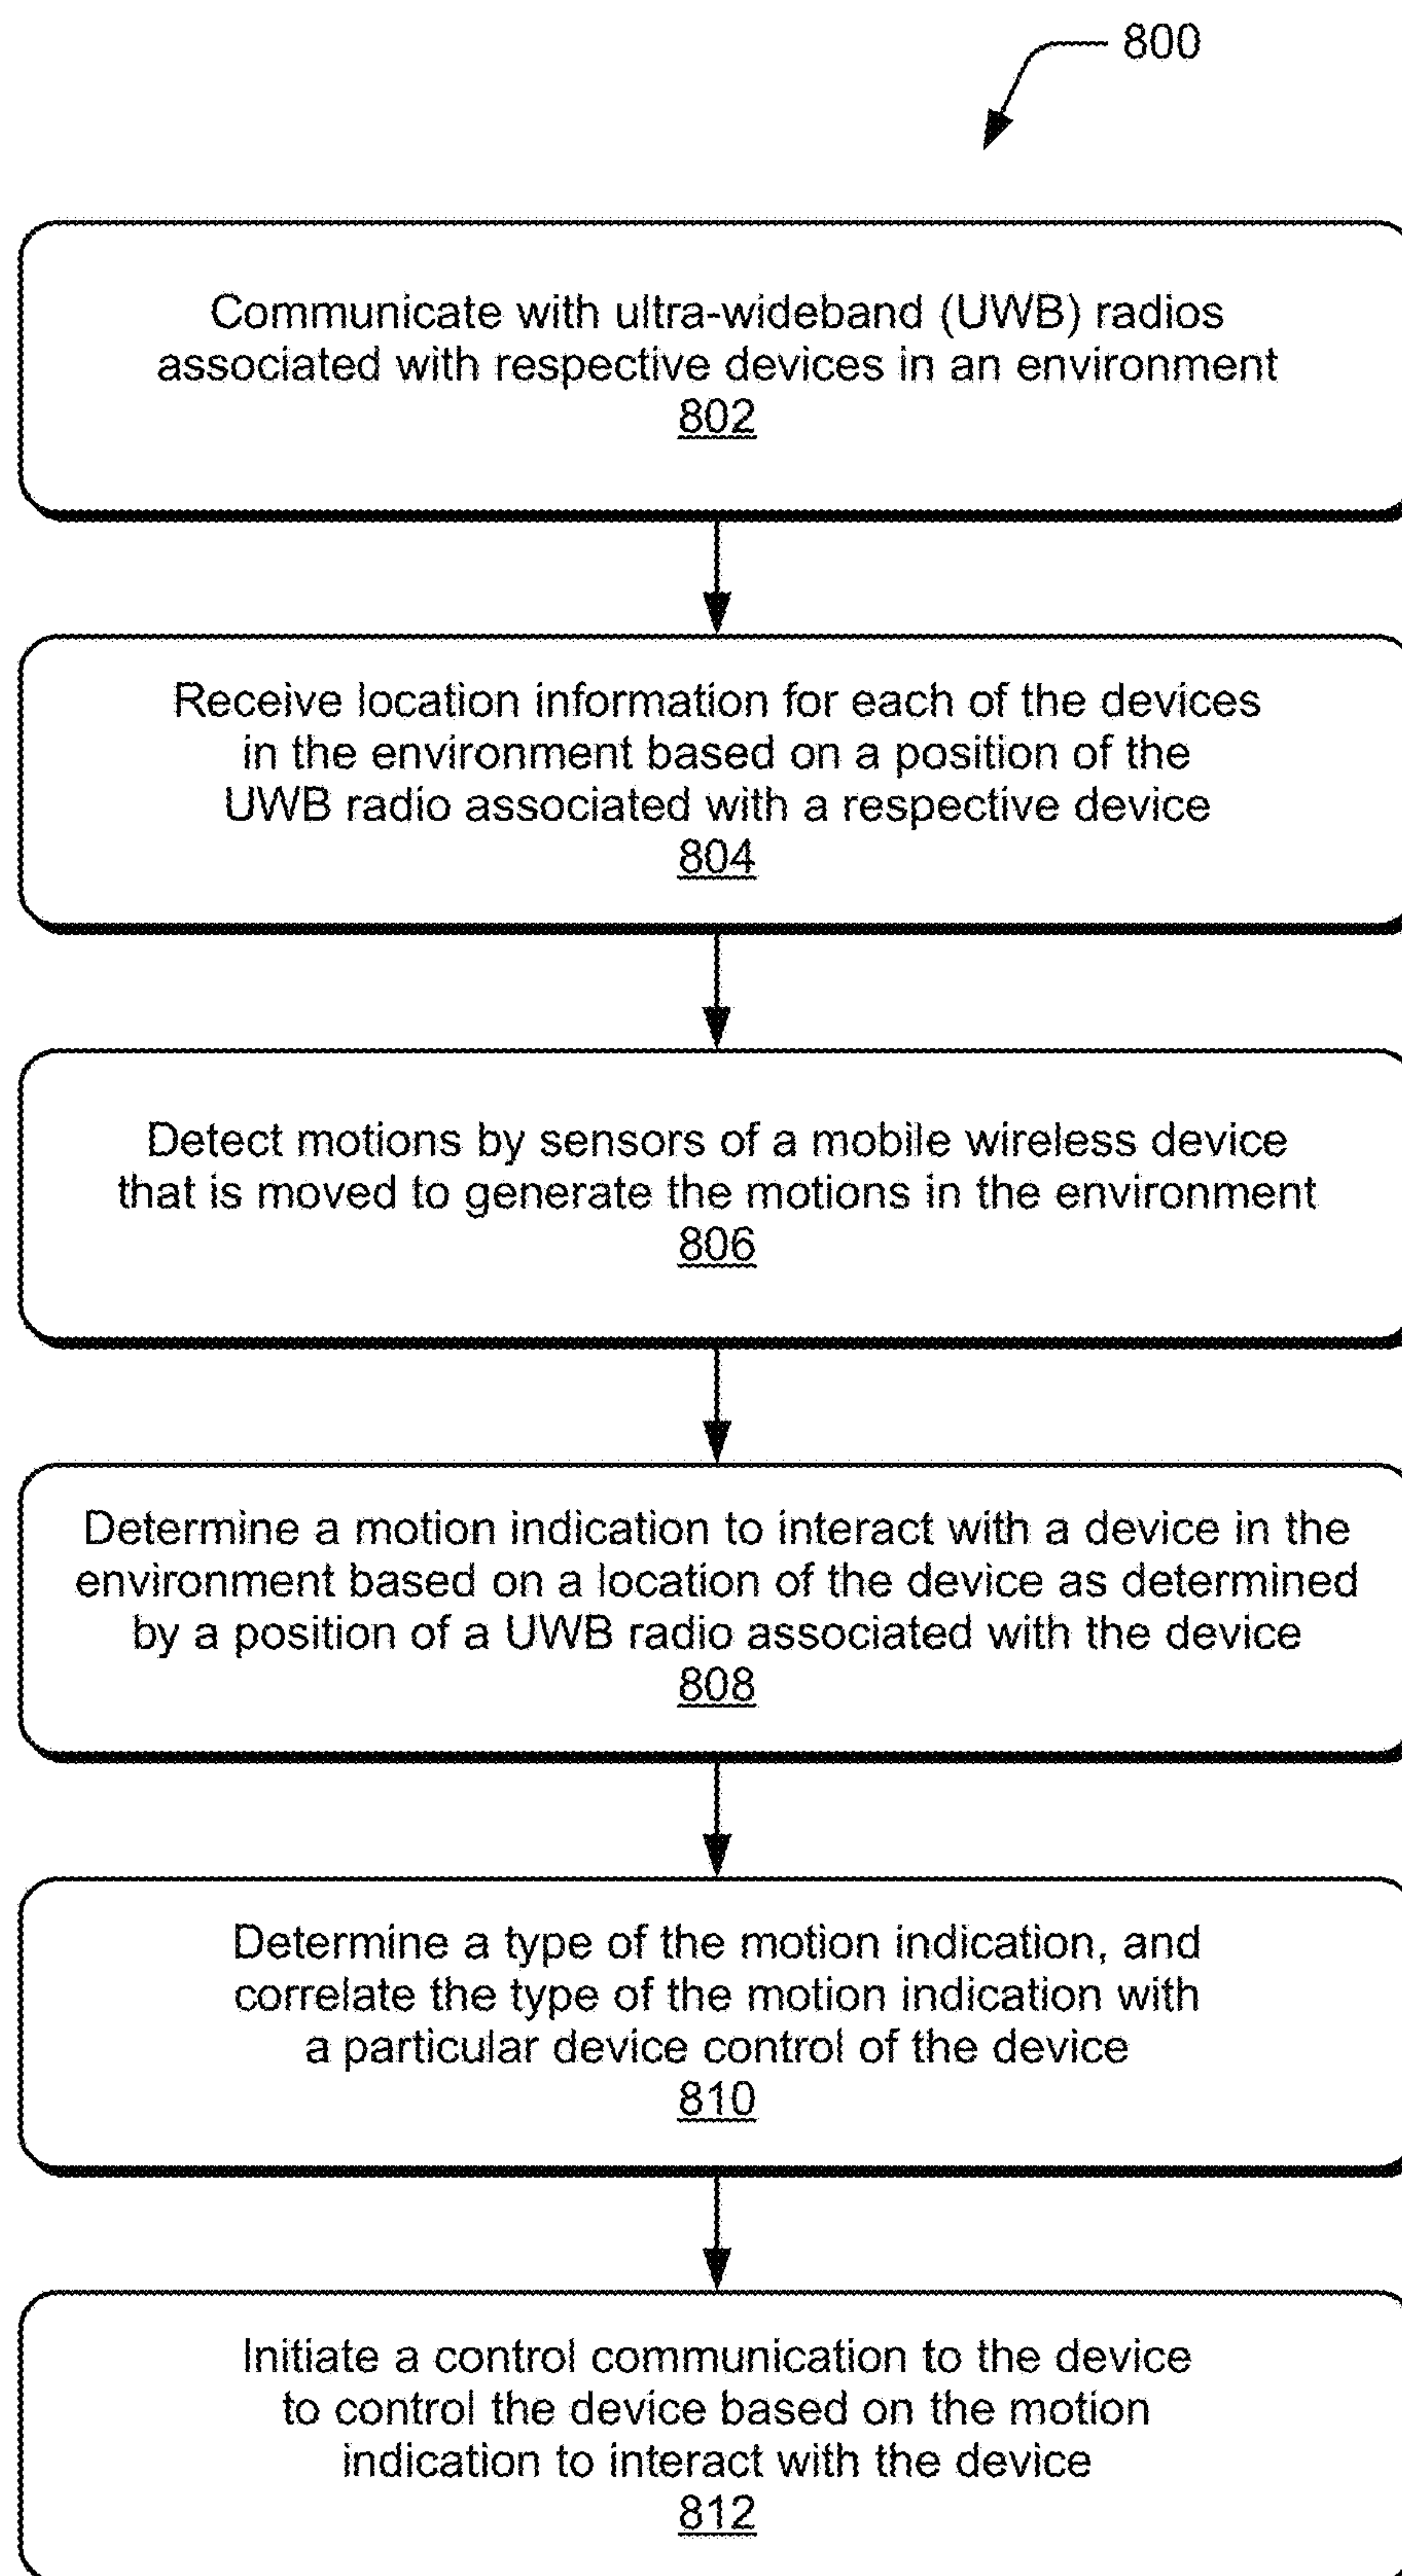 800
Communicate with ultra-wideband (UWB) radios
associated with respective devices in an environment
802
Receive location information for each of the devices
in the environment based on a position of the
UWB radio associated with a respective device
804
Detect motions by sensors of a mobile wireless device
that is moved to generate the motions in the environment
806
Determine a motion indication to interact with a device in the
environment based on a location of the device as determined
by a position of a UWB radio associated with the device
808
Determine a type of the motion indication, and
correlate the type of the motion indication with
a particular device control of the device
810
Initiate a control communication to the device
to control the device based on the motion
indication to interact with the device
812